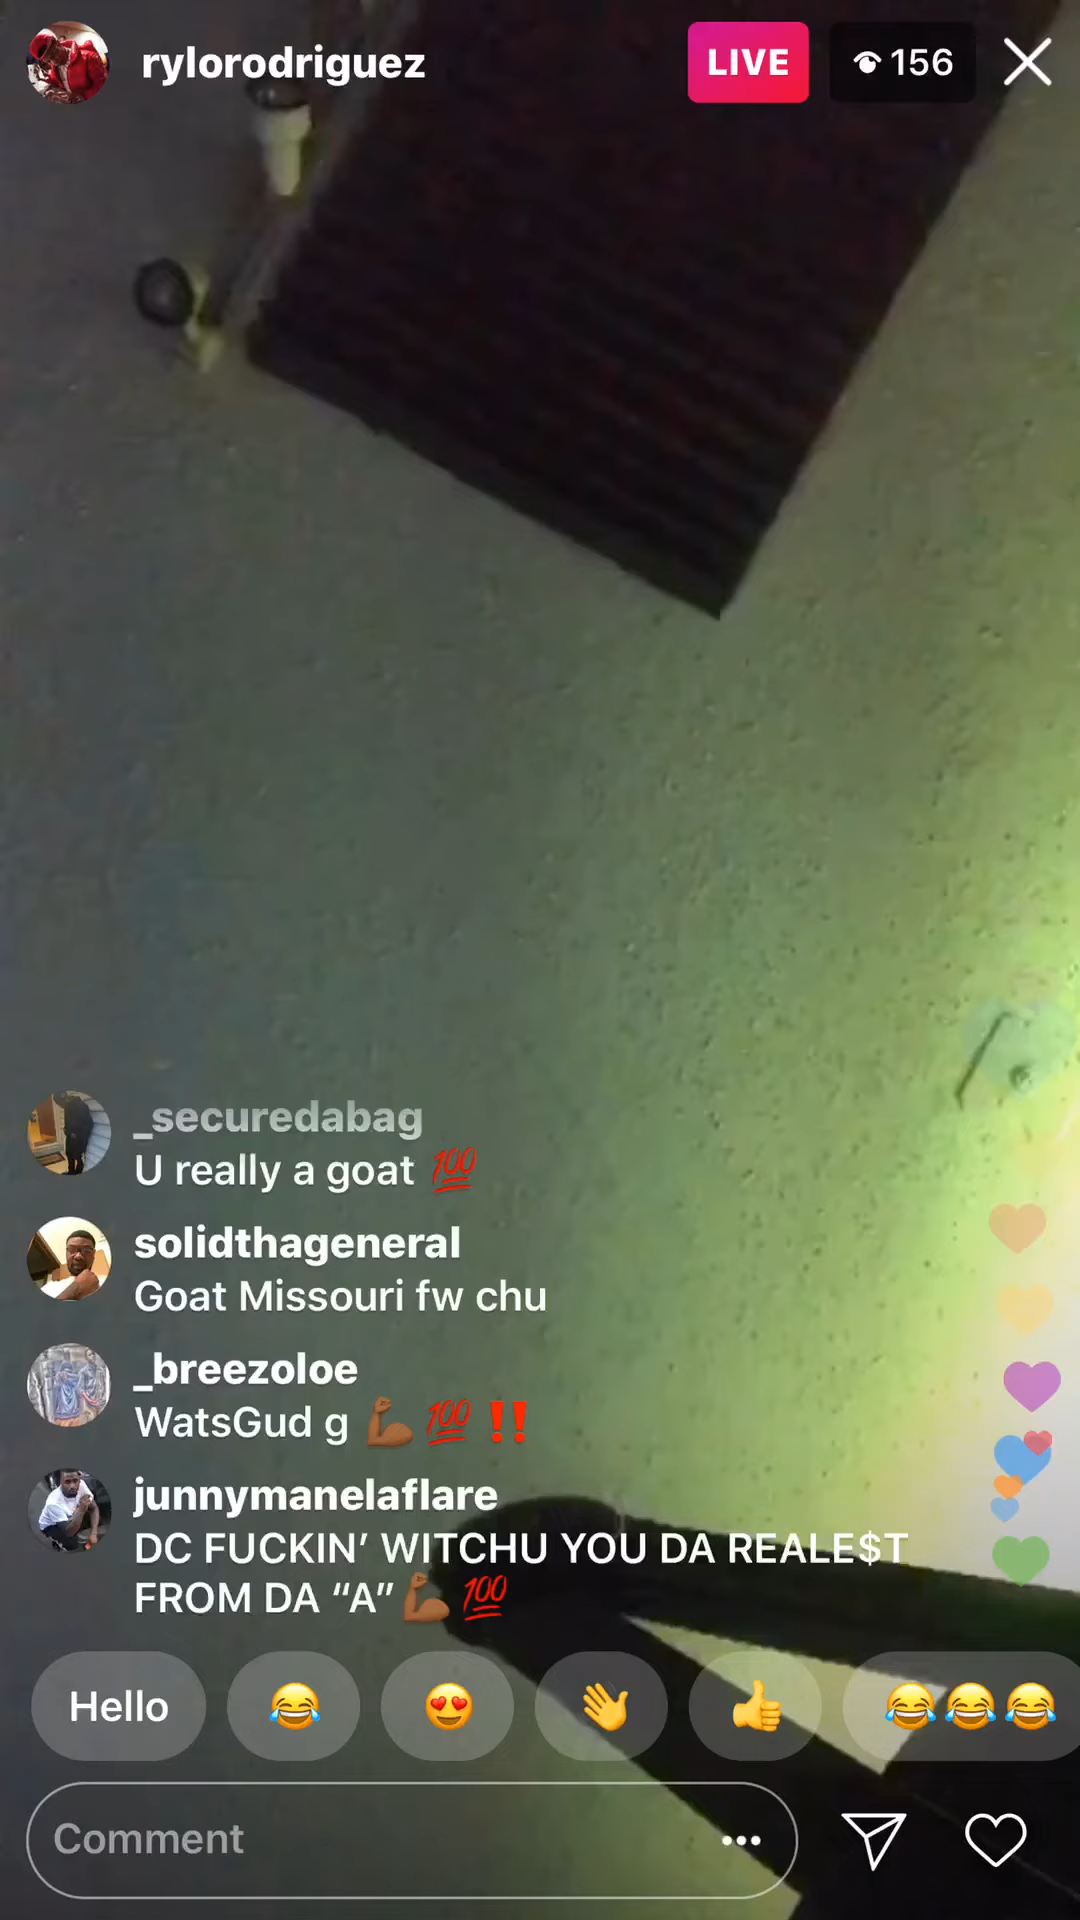 rylorodriguez
LIVE
156
_securedabag
U really a goat 💯
solidthageneral
Goat Missouri fw chu
_breezoloe
WatsGud g 💪🏾💯‼️
junnymanelaflare
DC FUCKIN’ WITCHU YOU DA REALE$T
FROM DA “A”💪🏾💯
Hello
😂
😍
👋
👍
😂😂😂
Comment